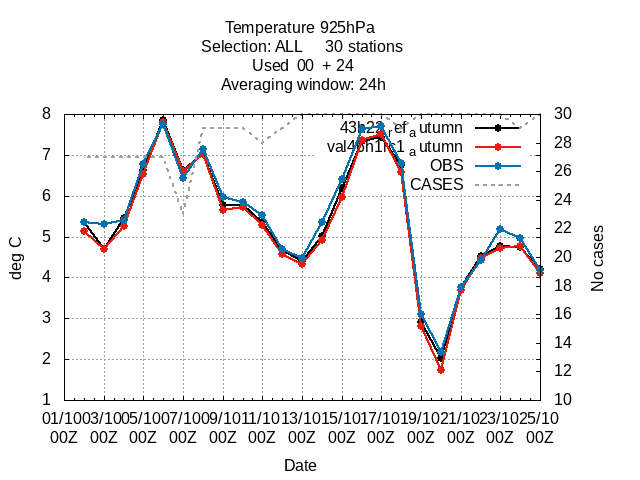 Temperature 925hPa
Selection: ALL 30 stations
Used 00 + 24
Averaging window: 24h
autumn
autumn
OBS
CASES
8
7
6
5
4
3
2
1
deg C
30
28
26
24
22
20
18
16
14
12
10
No cases
01/10 03/10 05/10 07/10 09/10 11/10 13/10 15/10 17/10 19/10 21/10 23/10 25/10
00Z 00Z 00Z 00Z 00Z 00Z 00Z 00Z 00Z 00Z 00Z 00Z 00Z
Date